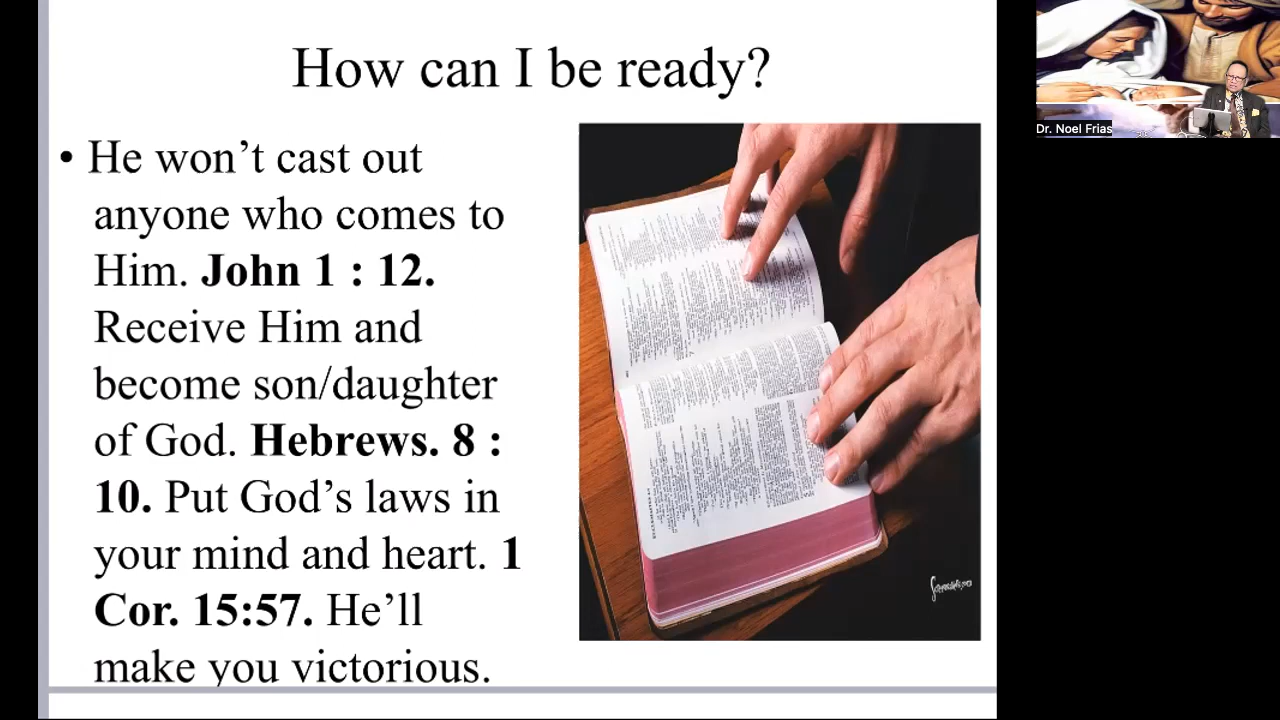 How can I be ready?
• He won’t cast out
anyone who comes to
Him. John 1 : 12.
Receive Him and
become son/daughter
of God. Hebrews. 8 :
10. Put God’s laws in
your mind and heart. 1
Cor. 15:57. He’ll
make you victorious.
Dr. Noel Frias